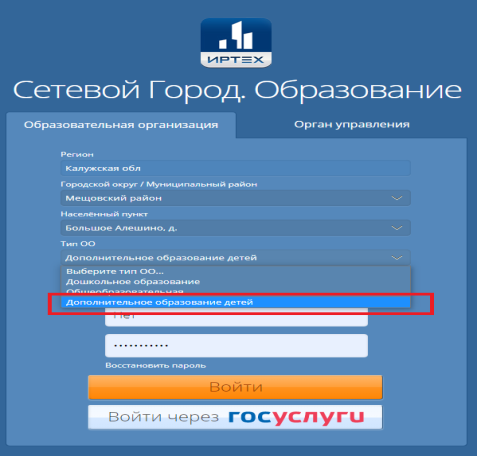 ИРТЕХ
Сетевой Город. Образование
Образовательная организация
Орган управления
Регион
Калужская обл
Городской округ / Муниципальный район
Мещовский район
Населённый пункт
Большое Алешино, д.
Тип ОО
Дополнительное образование детей
Выберите тип ОО...
Дошкольное образование
Общеобразовательная
Дополнительное образование детей
Нет
Восстановить пароль
Войти
Войти через госуслуги